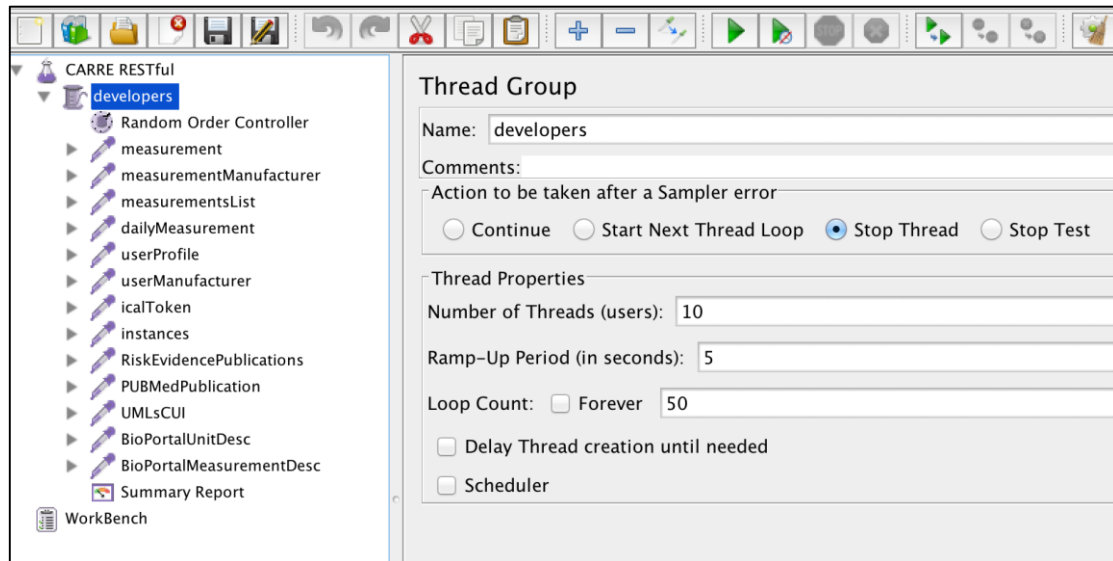 STOP
CARRE RESTful
developers
Random Order Controller
measurement
measurementManufacturer
measurementsList
dailyMeasurement
userProfile
userManufacturer
icalToken
instances
RiskEvidencePublications
PUBMedPublication
UMLsCUI
BioPortalUnitDesc
BioPortalMeasurementDesc
Summary Report
WorkBench
Thread Group
Name: developers
Comments:
Action to be taken after a Sampler error
Continue Start Next Thread Loop Stop Thread Stop Test
Thread Properties
Number of Threads (users): 10
Ramp-Up Period (in seconds): 5
Loop Count: Forever 50
Delay Thread creation until needed
Scheduler